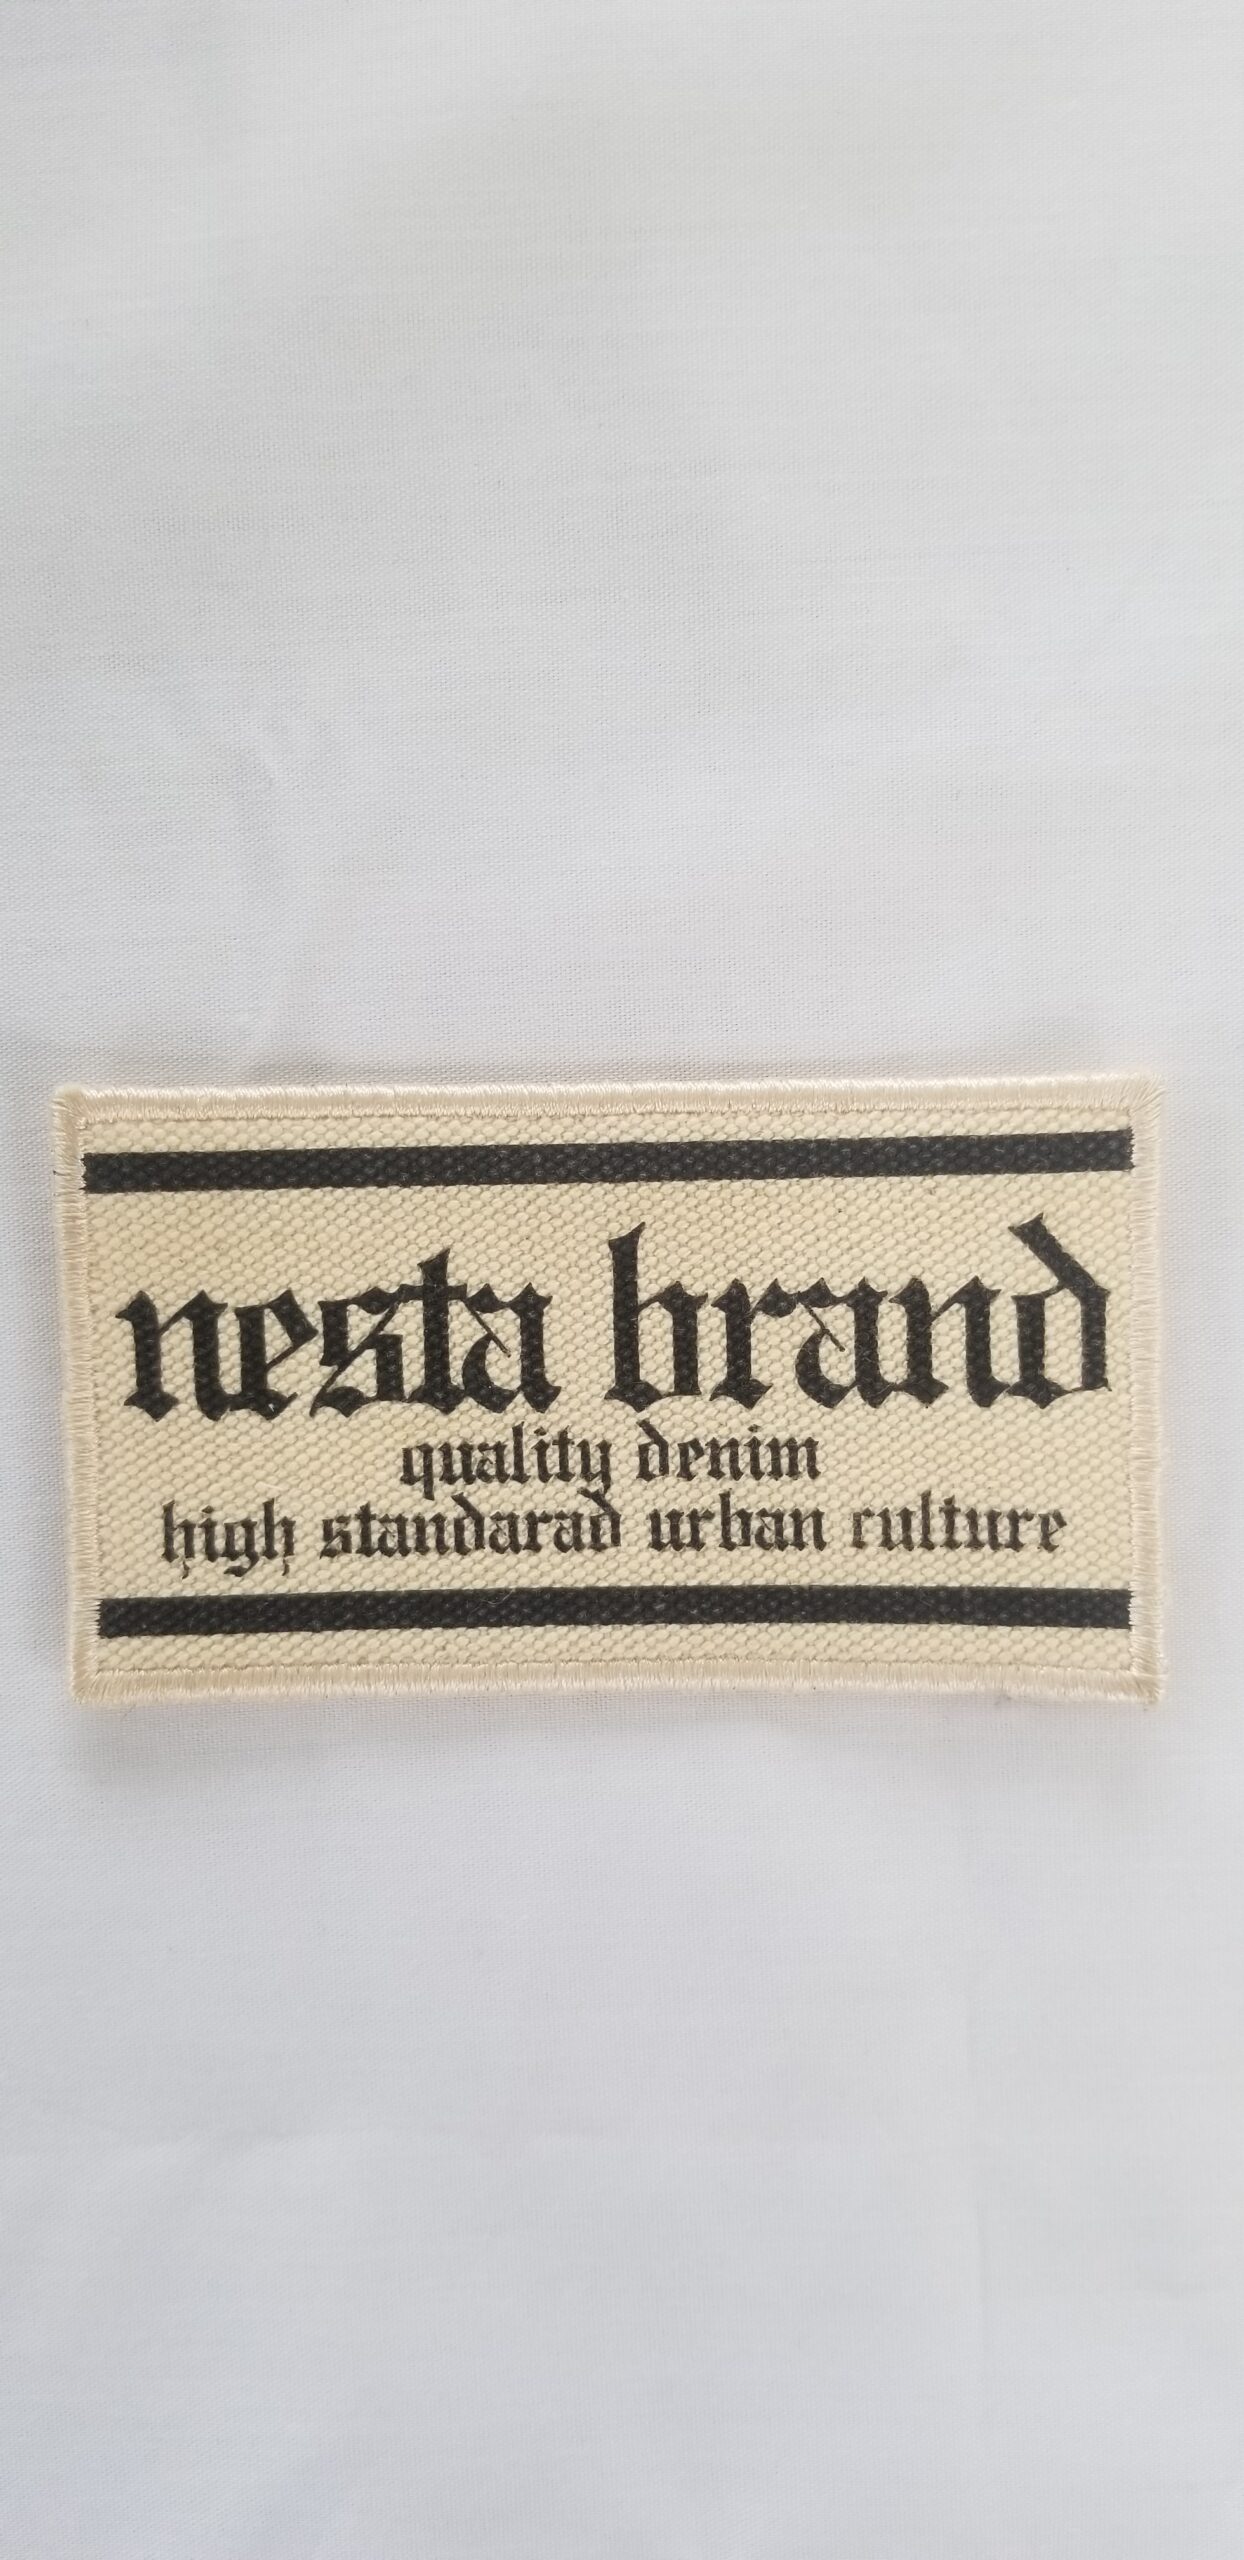 nesta brand
quality denim
high standarad urban culture